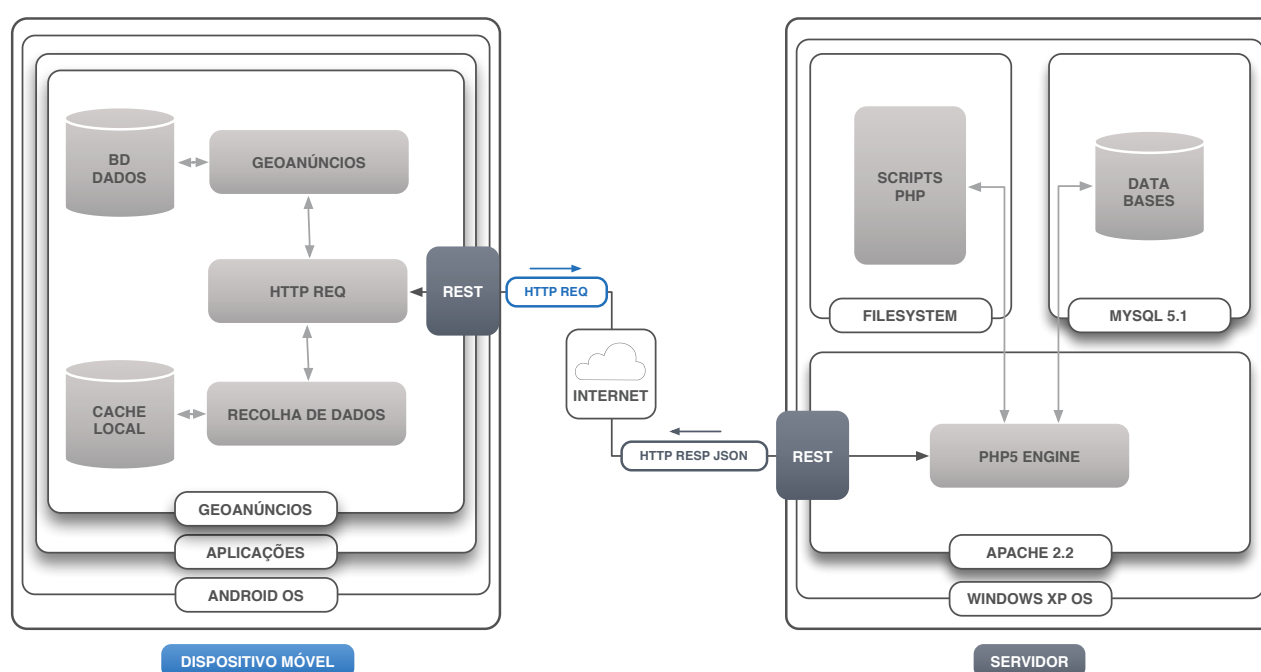 BD
DADOS
GEOANÚNCIOS
HTTP REQ
CACHE
LOCAL
RECOLHA DE DADOS
REST
GEOANÚNCIOS
APLICAÇÕES
ANDROID OS
DISPOSITIVO MÓVEL
HTTP REQ
INTERNET
HTTP RESP JSON
SCRIPTS
PHP
FILESYSTEM
DATA
BASES
MYSQL 5.1
REST
PHP5 ENGINE
APACHE 2.2
WINDOWS XP OS
SERVIDOR